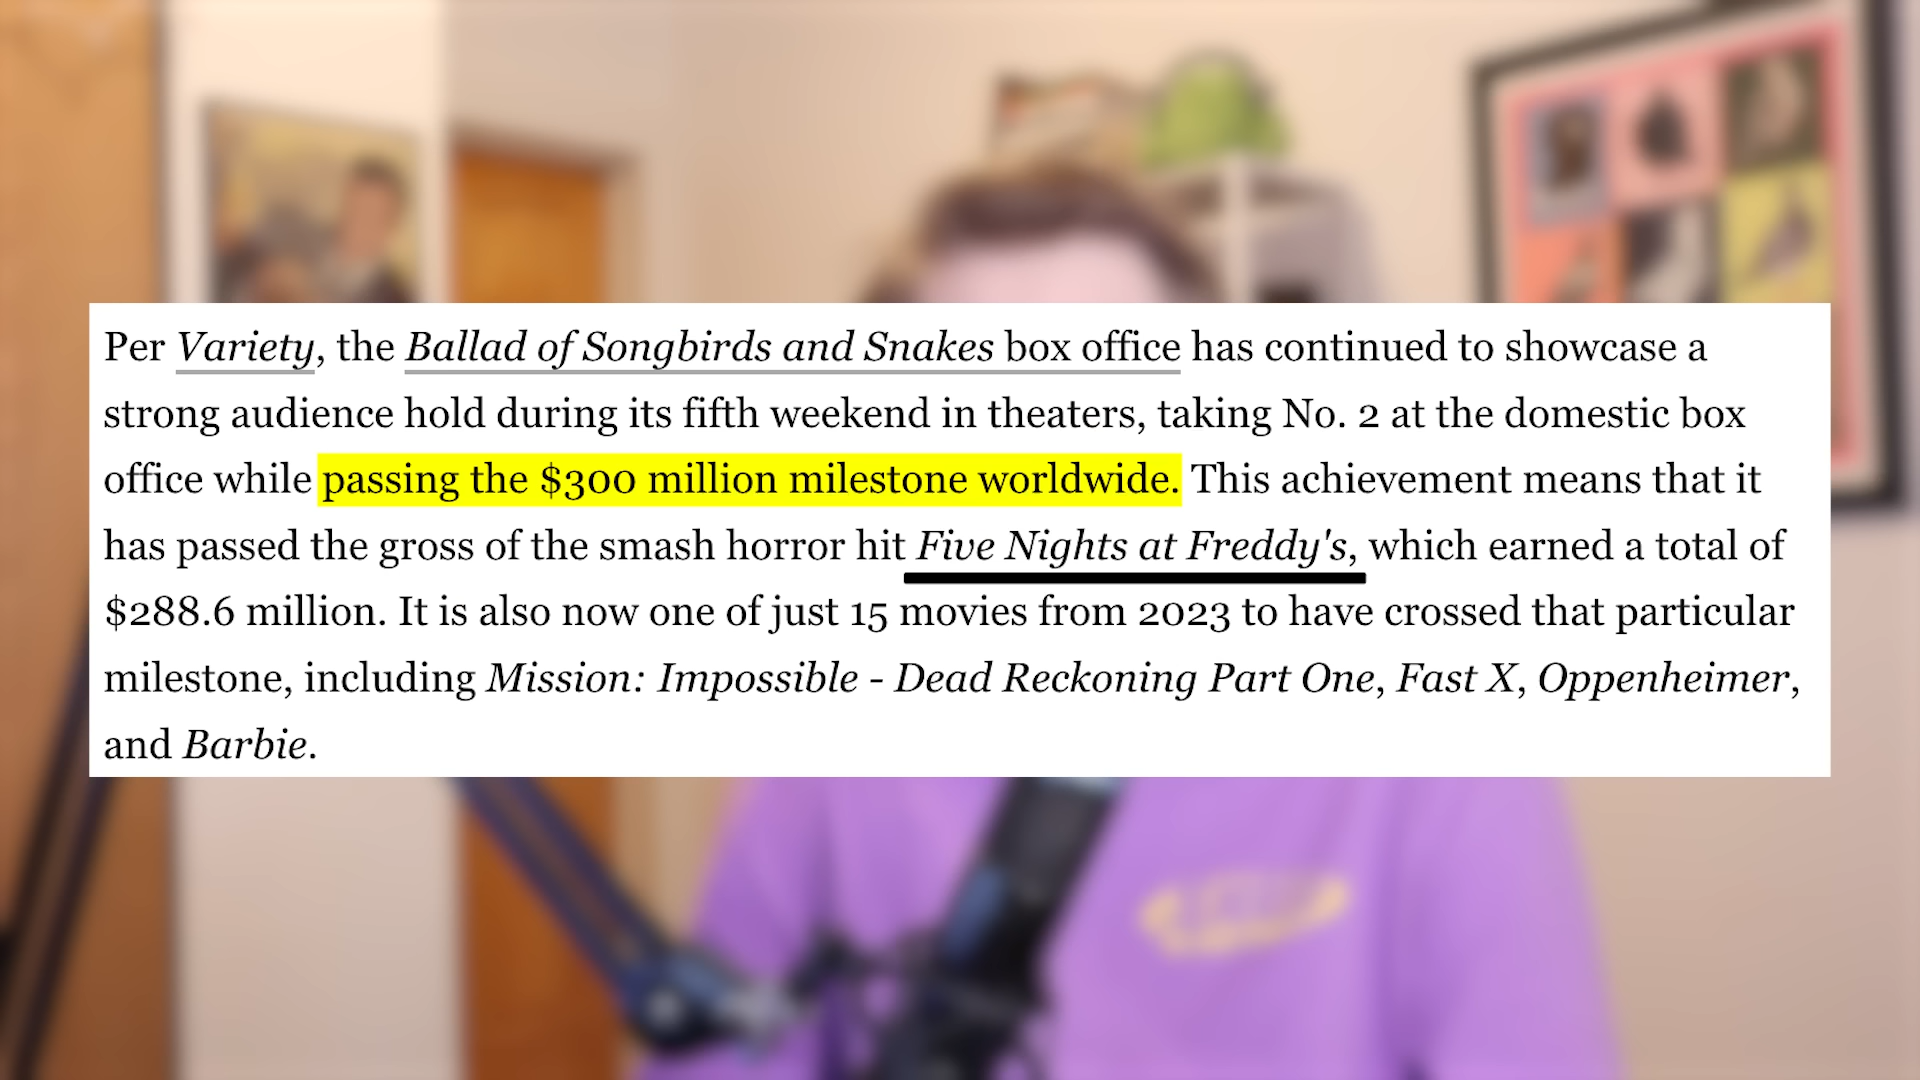 Per Variety, the Ballad of Songbirds and Snakes box office has continued to showcase a
strong audience hold during its fifth weekend in theaters, taking No. 2 at the domestic box
office while passing the $300 million milestone worldwide. This achievement means that it
has passed the gross of the smash horror hit Five Nights at Freddy's, which earned a total of
$288.6 million. It is also now one of just 15 movies from 2023 to have crossed that particular
milestone, including Mission: Impossible - Dead Reckoning Part One, Fast X, Oppenheimer,
and Barbie.